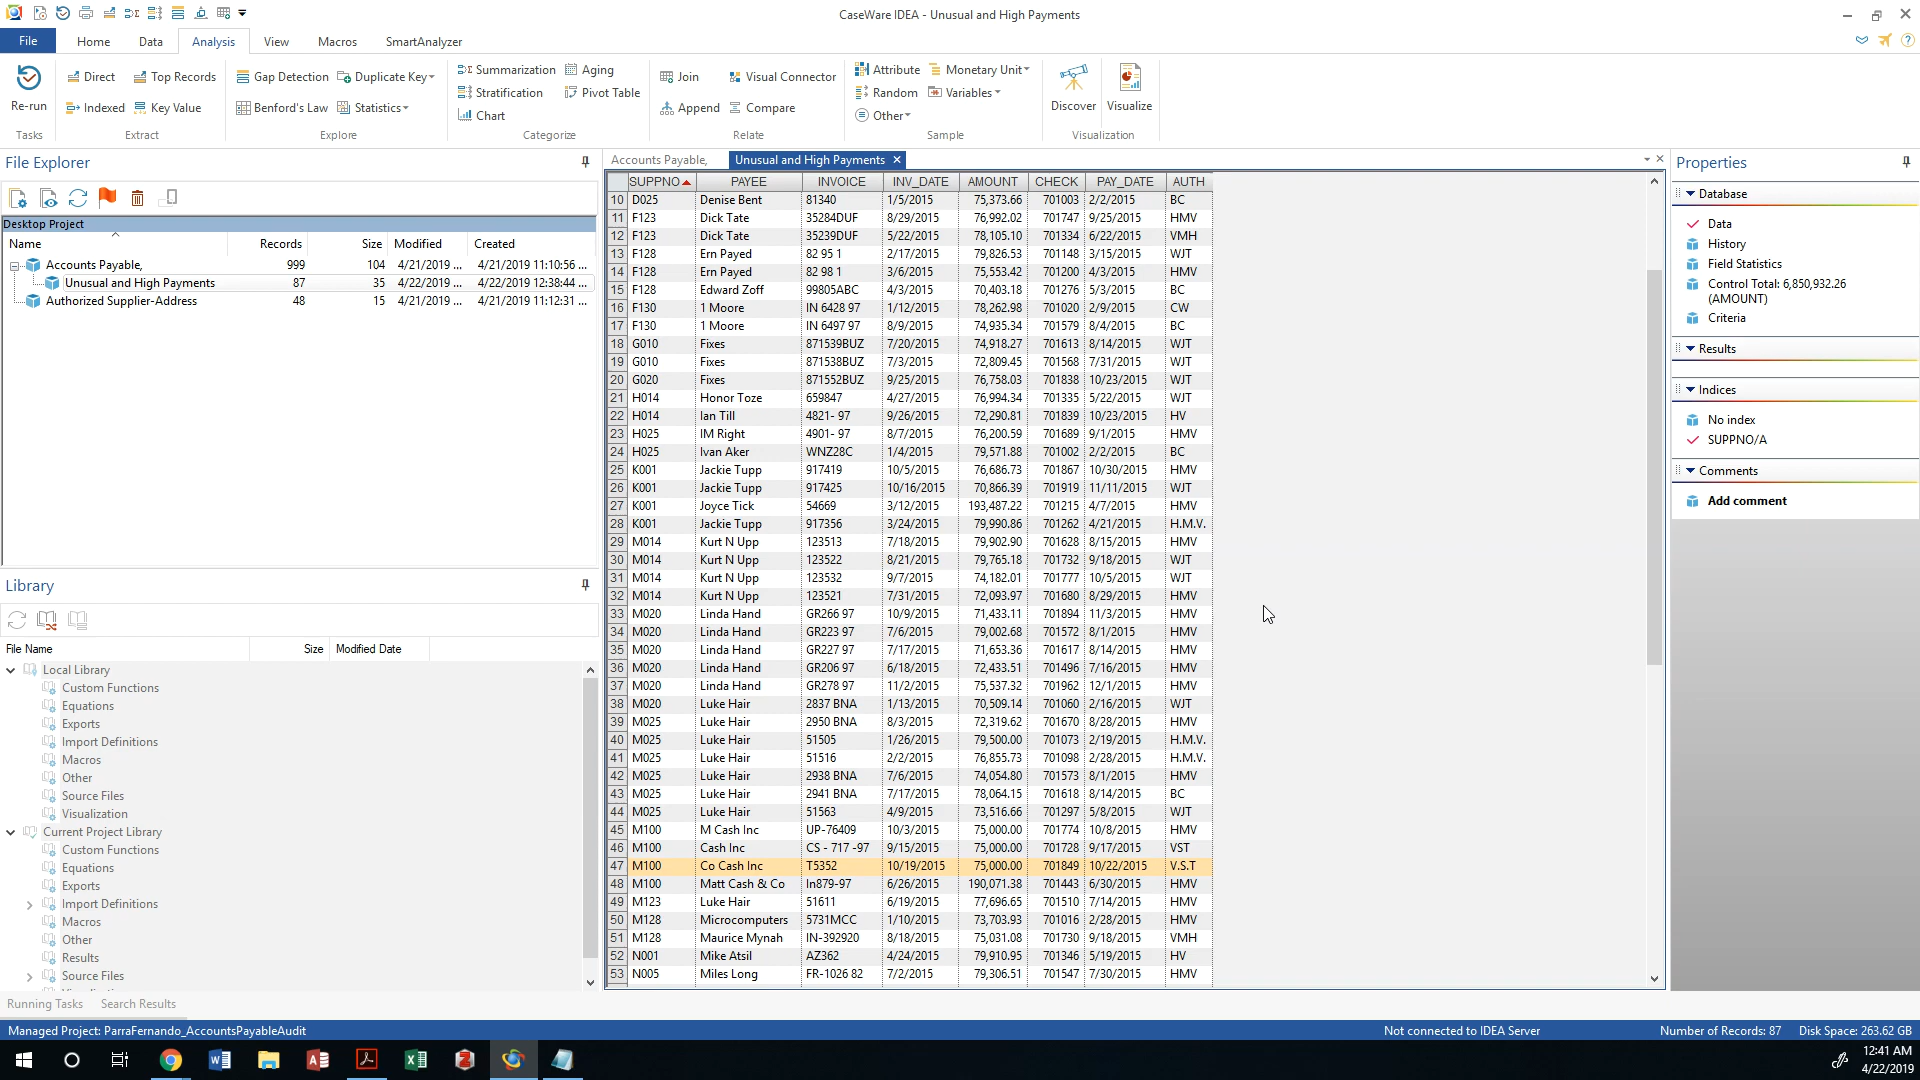 CaseWare IDEA - Unusual and High Payments
File Home Data Analysis View Macros SmartAnalyzer
Re-run
Tasks
Direct Top Records
Indexed Key Value
Extract
Gap Detection Duplicate Key
Benford's Law Statistics
Explore
Summarization Aging
Stratification Pivot Table
Chart
Categorize
Join Visual Connector
Append Compare
Relate
Attribute Monetary Unit
Random Variables
Other
Sample
Discover Visualize
Visualization
File Explorer
Desktop Project
Name Records Size Modified Created
Accounts Payable, 999 104 4/21/2019 ... 4/21/2019 11:10:56 ...
Unusual and High Payments 87 35 4/22/2019 ... 4/22/2019 12:38:44 ...
Authorized Supplier-Address 48 15 4/21/2019 ... 4/21/2019 11:12:31 ...
Library
File Name Size Modified Date
Local Library
Custom Functions
Equations
Exports
Import Definitions
Macros
Other
Source Files
Visualization
Current Project Library
Custom Functions
Equations
Exports
Import Definitions
Macros
Other
Results
Source Files
Running Tasks Search Results
Accounts Payable, Unusual and High Payments
SUPPNO PAYEE INVOICE INV_DATE AMOUNT CHECK PAY_DATE AUTH
10 D025 Denise Bent 81340 1/5/2015 75,373.66 701003 2/2/2015 BC
11 F123 Dick Tate 35284DUF 8/29/2015 76,992.02 701747 9/25/2015 HMV
12 F123 Dick Tate 35239DUF 5/22/2015 78,105.10 701334 6/22/2015 VMH
13 F128 Ern Payed 82 95 1 2/17/2015 79,826.53 701148 3/15/2015 WJT
14 F128 Ern Payed 82 98 1 3/6/2015 75,553.42 701200 4/3/2015 HMV
15 F128 Edward Zoff 99805ABC 4/3/2015 70,403.18 701276 5/3/2015 BC
16 F130 1 Moore IN 6428 97 1/12/2015 78,262.98 701020 2/9/2015 CW
17 F130 1 Moore IN 6497 97 8/9/2015 74,935.34 701579 8/4/2015 BC
18 G010 Fixes 871539BUZ 7/20/2015 74,918.27 701613 8/14/2015 WJT
19 G010 Fixes 871538BUZ 7/3/2015 72,809.45 701568 7/31/2015 WJT
20 G020 Fixes 871552BUZ 9/25/2015 76,758.03 701838 10/23/2015 WJT
21 H014 Honor Toze 659847 4/27/2015 76,994.34 701335 5/22/2015 WJT
22 H014 Ian Till 4821- 97 9/26/2015 72,290.81 701839 10/23/2015 HV
23 H025 IM Right 4901- 97 8/7/2015 76,200.59 701689 9/1/2015 HMV
24 H025 Ivan Aker WNZ28C 1/4/2015 79,571.88 701002 2/2/2015 BC
25 K001 Jackie Tupp 917419 10/5/2015 76,686.73 701867 10/30/2015 HMV
26 K001 Jackie Tupp 917425 10/16/2015 70,866.39 701919 11/11/2015 WJT
27 K001 Joyce Tick 54669 3/12/2015 193,487.22 701215 4/7/2015 HMV
28 K001 Jackie Tupp 917356 3/24/2015 79,990.86 701262 4/21/2015 H.M.V.
29 M014 Kurt N Upp 123513 7/18/2015 79,902.90 701628 8/15/2015 HMV
30 M014 Kurt N Upp 123522 8/21/2015 79,765.18 701732 9/18/2015 WJT
31 M014 Kurt N Upp 123532 9/7/2015 74,182.01 701777 10/5/2015 WJT
32 M014 Kurt N Upp 123521 7/31/2015 72,093.97 701680 8/29/2015 HMV
33 M020 Linda Hand GR266 97 10/9/2015 71,433.11 701894 11/3/2015 HMV
34 M020 Linda Hand GR223 97 7/6/2015 79,002.68 701572 8/1/2015 HMV
35 M020 Linda Hand GR227 97 7/17/2015 71,653.36 701617 8/14/2015 HMV
36 M020 Linda Hand GR206 97 6/18/2015 72,433.51 701496 7/16/2015 HMV
37 M020 Linda Hand GR278 97 11/2/2015 75,537.32 701962 12/1/2015 HMV
38 M020 Luke Hair 2837 BNA 1/13/2015 70,509.14 701060 2/16/2015 WJT
39 M025 Luke Hair 2950 BNA 8/3/2015 72,319.62 701670 8/28/2015 HMV
40 M025 Luke Hair 51505 1/26/2015 79,500.00 701073 2/19/2015 H.M.V.
41 M025 Luke Hair 51516 2/2/2015 76,855.73 701098 2/28/2015 H.M.V.
42 M025 Luke Hair 2938 BNA 7/6/2015 74,054.80 701573 8/1/2015 HMV
43 M025 Luke Hair 2941 BNA 7/17/2015 78,064.15 701618 8/14/2015 BC
44 M025 Luke Hair 51563 4/9/2015 73,516.66 701297 5/8/2015 WJT
45 M100 M Cash Inc UP-76409 10/3/2015 75,000.00 701774 10/8/2015 HMV
46 M100 Cash Inc CS - 717 -97 9/15/2015 75,000.00 701728 9/17/2015 VST
47 M100 Co Cash Inc T5352 10/19/2015 75,000.00 701849 10/22/2015 V.S.T
48 M100 Matt Cash & Co In879-97 6/26/2015 190,071.38 701443 6/30/2015 HMV
49 M123 Luke Hair 51611 6/19/2015 77,696.65 701510 7/14/2015 HMV
50 M128 Microcomputers 5731MCC 1/10/2015 73,703.93 701016 2/28/2015 HMV
51 M128 Maurice Mynah IN-392920 8/18/2015 75,031.08 701730 9/18/2015 VMH
52 N001 Mike Atsil AZ362 4/24/2015 79,910.95 701346 5/19/2015 HV
53 N005 Miles Long FR-1026 82 7/2/2015 79,306.51 701547 7/30/2015 HMV
Properties
Database
Data
History
Field Statistics
Control Total: 6,850,932.26
(AMOUNT)
Criteria
Results
Indices
No index
SUPPNO/A
Comments
Add comment
Managed Project: ParraFernando_AccountsPayableAudit Not connected to IDEA Server Number of Records: 87 Disk Space: 263.62 GB
12:41 AM
4/22/2019